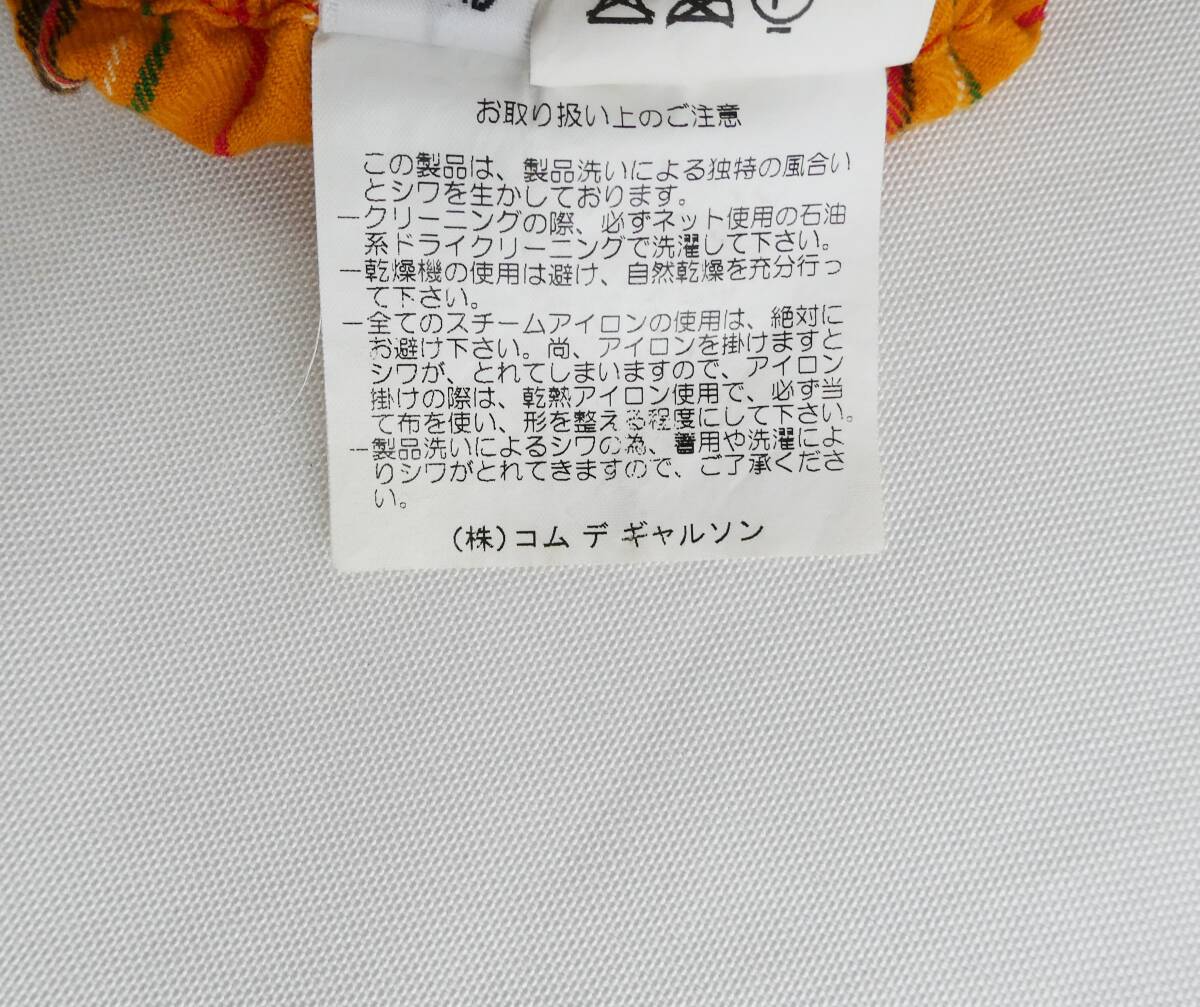 お取り扱い上のご注意
この製品は、製品洗いによる独特の風合い
とシワを生かしております。
―クリーニングの際、必ずネット使用の石油
系ドライクリーニングで洗濯して下さい。
―乾燥機の使用は避け、自然乾燥を充分行っ
て下さい。
―全てのスチームアイロンの使用は、絶対に
お避け下さい。尚、アイロンを掛けますと
シワが、とれてしまいますので、アイロン
掛けの際は、乾熱アイロン使用で、必ず当
て布を使い、形を整える程度にして下さい。
―製品洗いによるシワの為、着用や洗濯によ
りシワがとれてきますので、ご了承くださ
い。
(株)コム デ ギャルソン